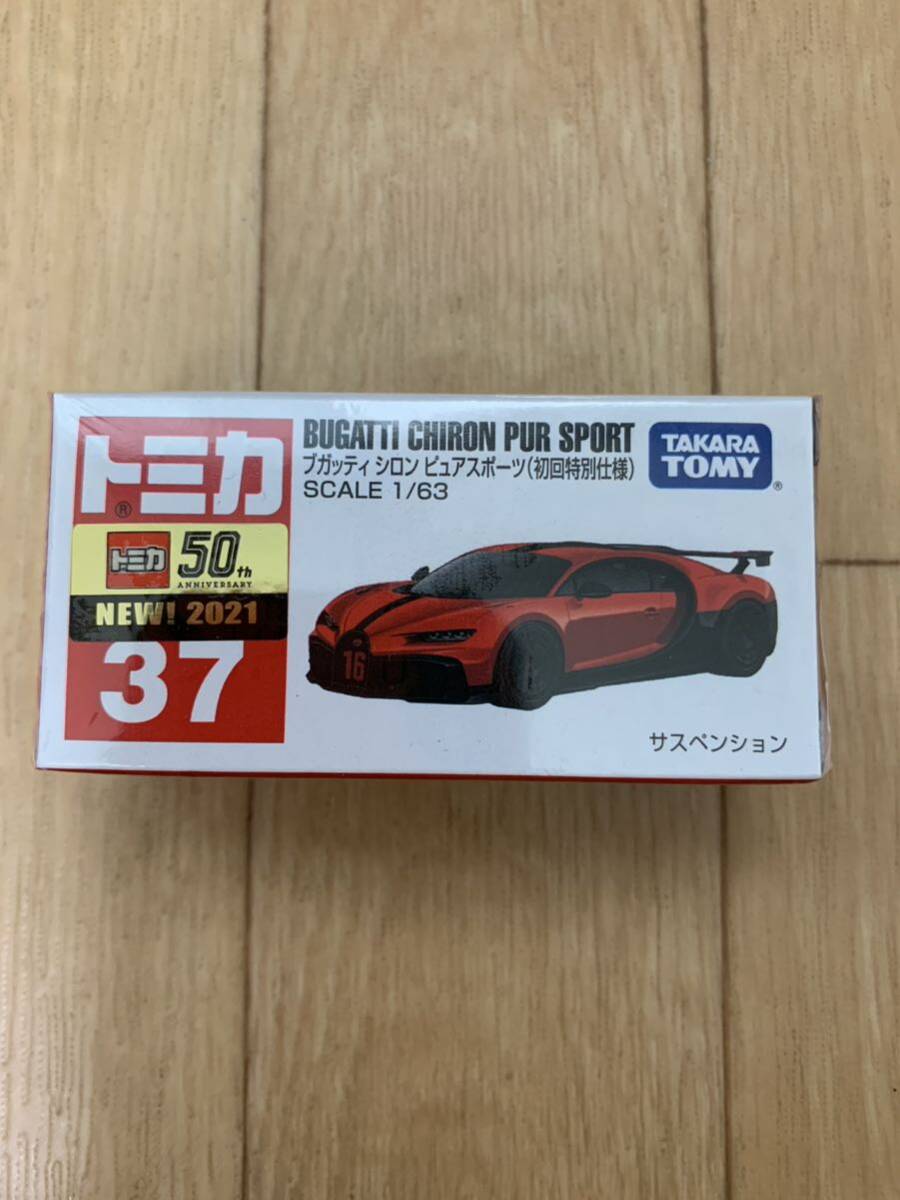 トミカ
®
トミカ 50th
ANNIVERSARY
NEW! 2021
37
BUGATTI CHIRON PUR SPORT
ブガッティ シロン ピュアスポーツ(初回特別仕様)
SCALE 1/63
TAKARA
TOMY
®
16
サスペンション